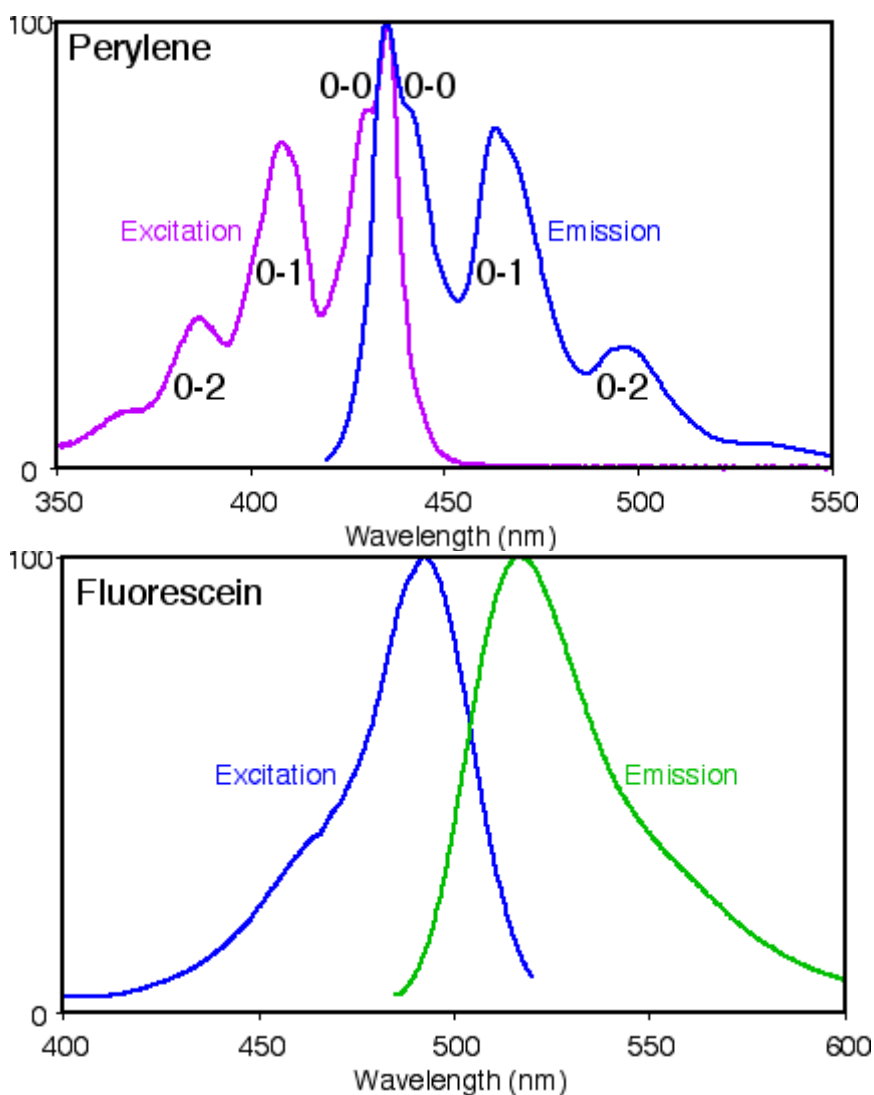 100
Perylene
0-0 0-0
Excitation
Emission
0-1
0-1
0-2
0-2
0
350
400
450
500
550
Wavelength (nm)
100
Fluorescein
Excitation
Emission
0
400
450
500
550
600
Wavelength (nm)